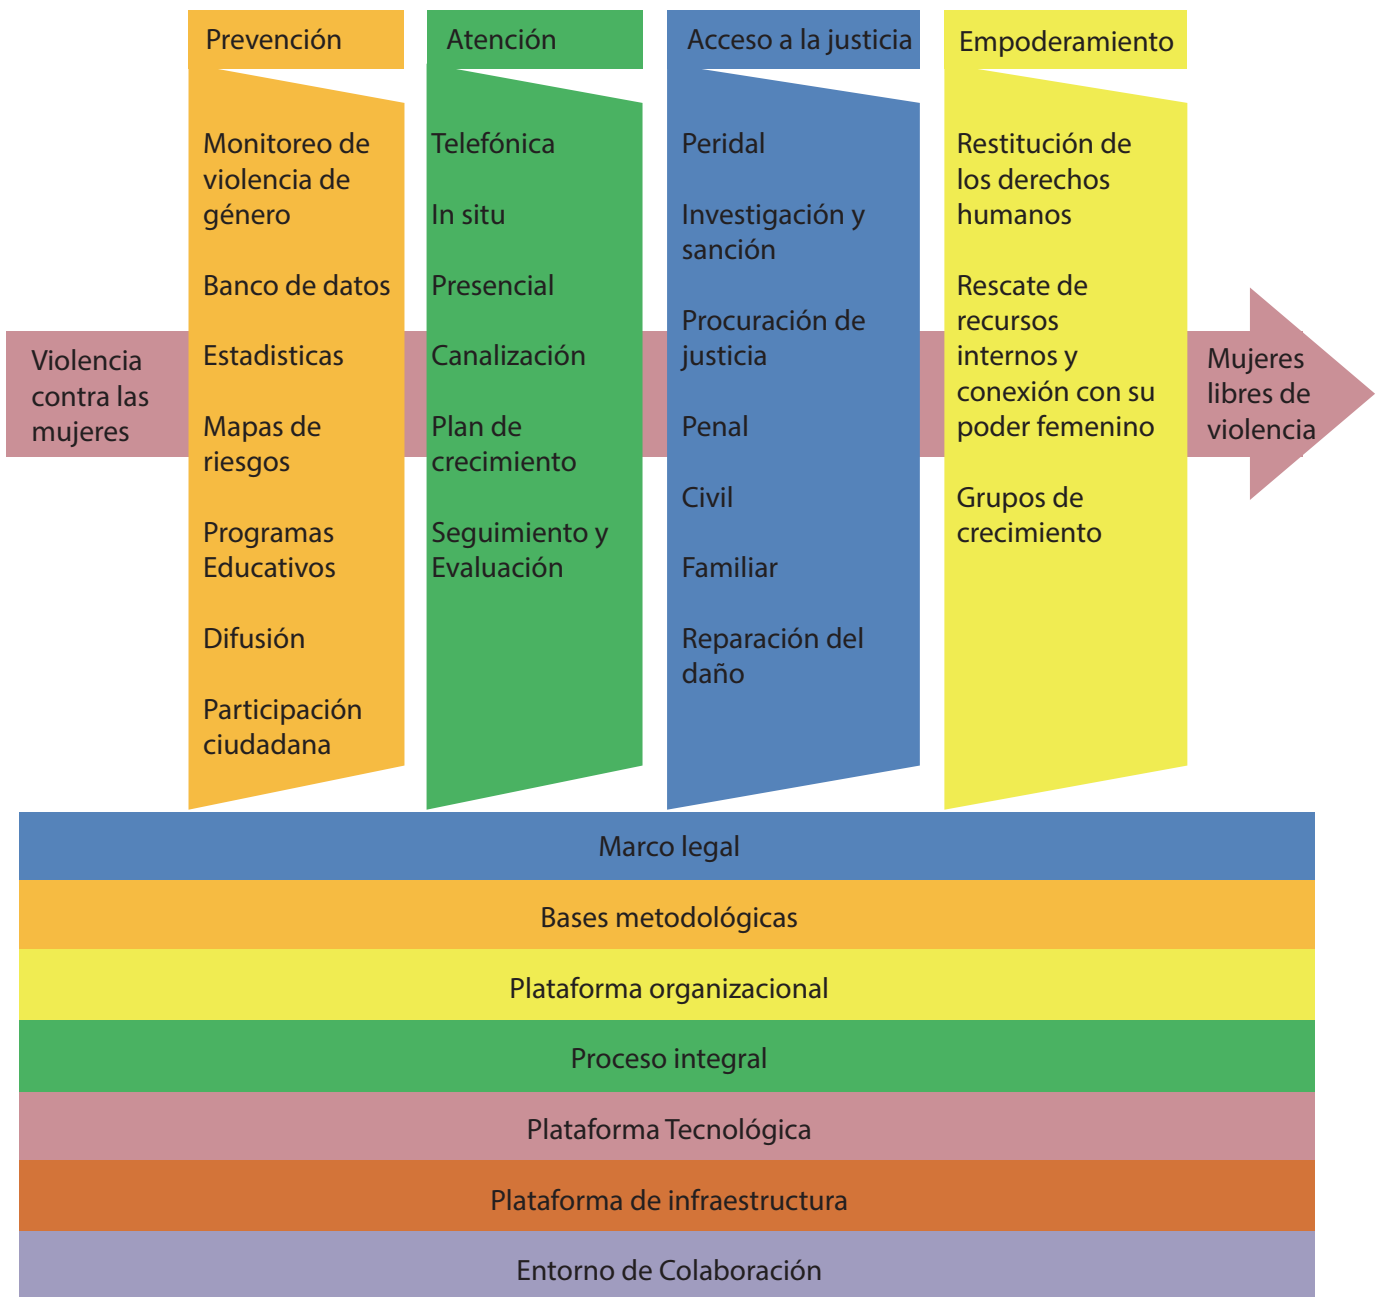 Prevención
Atención
Acceso a la justicia
Empoderamiento
Violencia
contra las
mujeres
Monitoreo de
violencia de
género
Banco de datos
Estadisticas
Mapas de
riesgos
Programas
Educativos
Difusión
Participación
ciudadana
Telefónica
In situ
Presencial
Canalización
Plan de
crecimiento
Seguimiento y
Evaluación
Peridal
Investigación y
sanción
Procuración de
justicia
Penal
Civil
Familiar
Reparación del
daño
Restitución de
los derechos
humanos
Rescate de
recursos
internos y
conexión con su
poder femenino
Grupos de
crecimiento
Mujeres
libres de
violencia
Marco legal
Bases metodológicas
Plataforma organizacional
Proceso integral
Plataforma Tecnológica
Plataforma de infraestructura
Entorno de Colaboración